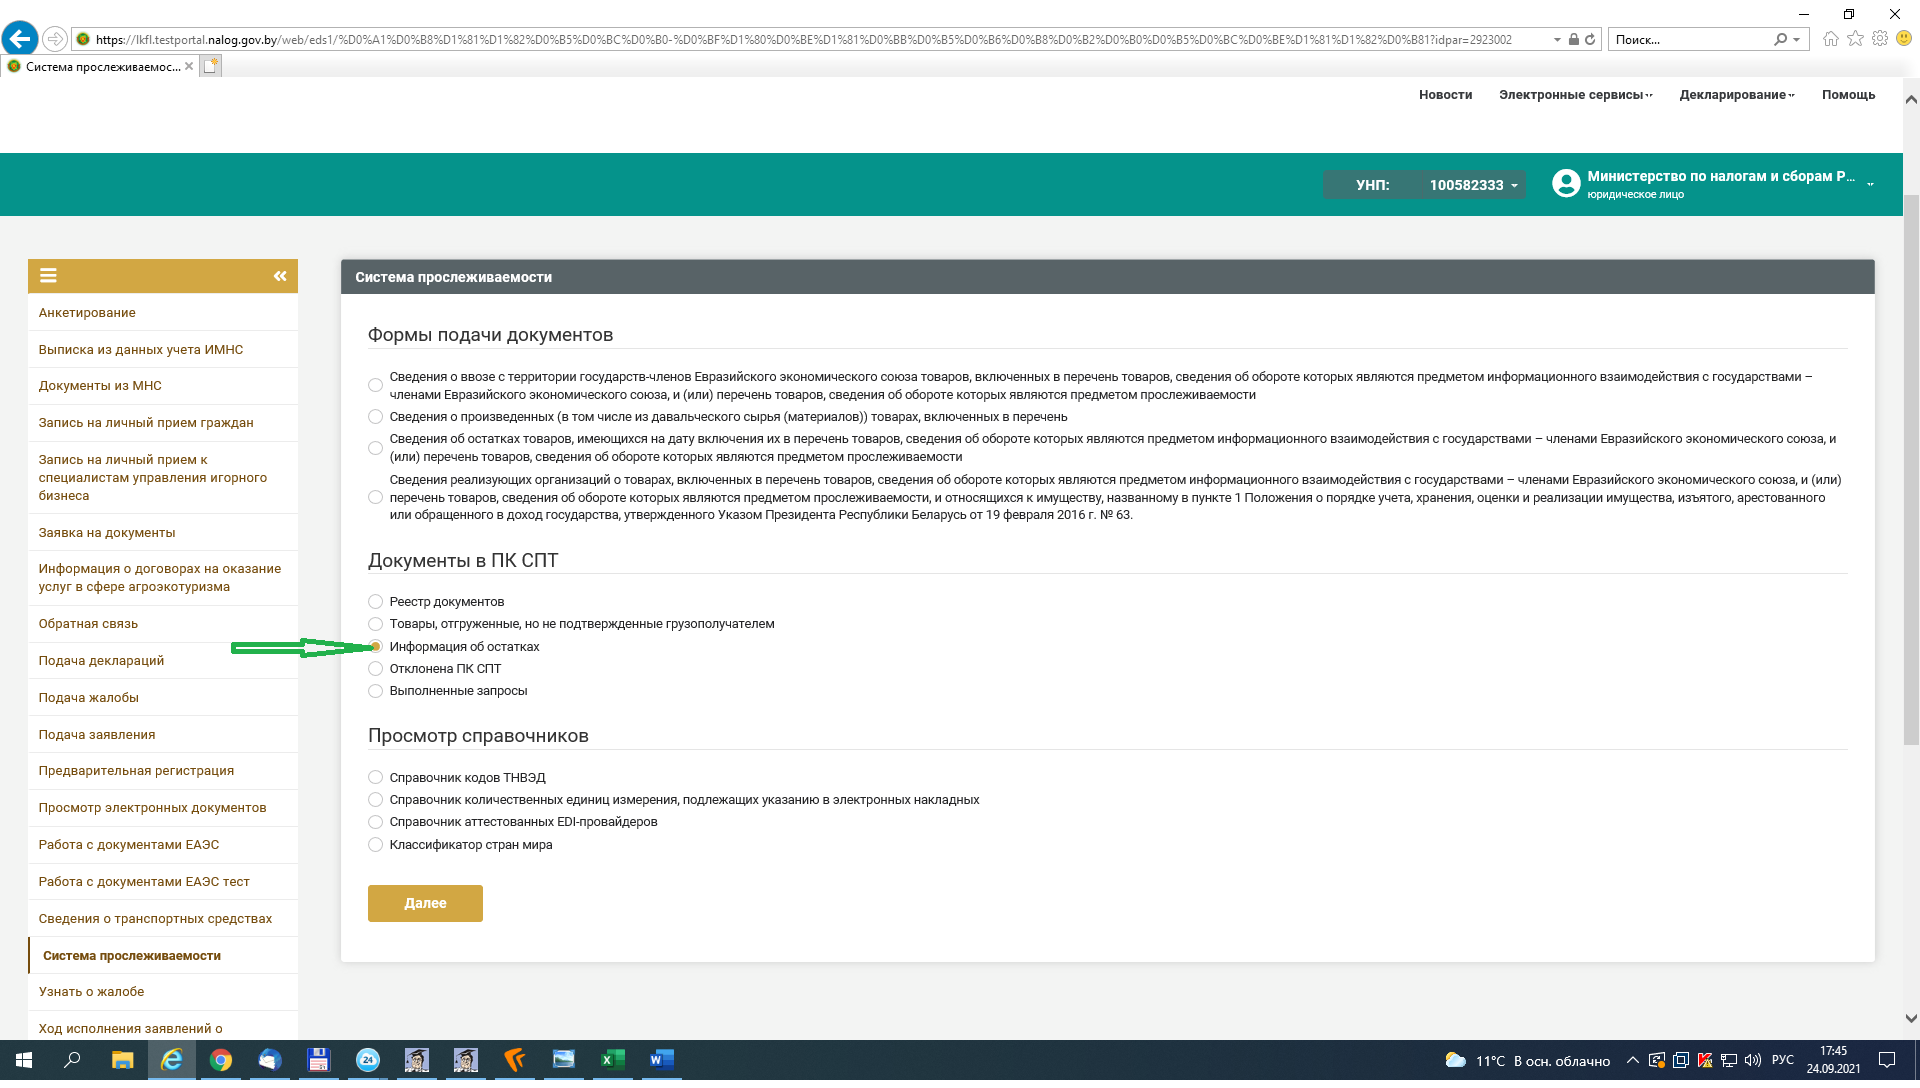 https://lkfl.testportal.nalog.gov.by/web/eds1/%D0%A1%D0%B8%D1%81%D1%82%D0%B5%D0%BC%D0%B0-%D0%BF%D1%80%D0%BE%D1%81%D0%BB%D0%B5%D0%B6%D0%B8%D0%B2%D0%B0%D0%B5%D0%BC%D0%BE%D1%81%D1%82%D0%B81?idpar=2923002
Поиск...
Система прослеживаемос...
Новости
Электронные сервисы
Декларирование
Помощь
УНП: 100582333
Министерство по налогам и сборам Р...
юридическое лицо
Анкетирование
Выписка из данных учета ИМНС
Документы из МНС
Запись на личный прием граждан
Запись на личный прием к
специалистам управления игорного
бизнеса
Заявка на документы
Информация о договорах на оказание
услуг в сфере агроэкотуризма
Обратная связь
Подача деклараций
Подача жалобы
Подача заявления
Предварительная регистрация
Просмотр электронных документов
Работа с документами ЕАЭС
Работа с документами ЕАЭС тест
Сведения о транспортных средствах
Система прослеживаемости
Узнать о жалобе
Ход исполнения заявлений о
Система прослеживаемости
Формы подачи документов
Сведения о ввозе с территории государств-членов Евразийского экономического союза товаров, включенных в перечень товаров, сведения об обороте которых являются предметом информационного взаимодействия с государствами –
членами Евразийского экономического союза, и (или) перечень товаров, сведения об обороте которых являются предметом прослеживаемости
Сведения о произведенных (в том числе из давальческого сырья (материалов)) товарах, включенных в перечень
Сведения об остатках товаров, имеющихся на дату включения их в перечень товаров, сведения об обороте которых являются предметом информационного взаимодействия с государствами – членами Евразийского экономического союза, и
(или) перечень товаров, сведения об обороте которых являются предметом прослеживаемости
Сведения реализующих организаций о товарах, включенных в перечень товаров, сведения об обороте которых являются предметом информационного взаимодействия с государствами – членами Евразийского экономического союза, и (или)
перечень товаров, сведения об обороте которых являются предметом прослеживаемости, и относящихся к имуществу, названному в пункте 1 Положения о порядке учета, хранения, оценки и реализации имущества, изъятого, арестованного
или обращенного в доход государства, утвержденного Указом Президента Республики Беларусь от 19 февраля 2016 г. № 63.
Документы в ПК СПТ
Реестр документов
Товары, отгруженные, но не подтвержденные грузополучателем
Информация об остатках
Отклонена ПК СПТ
Выполненные запросы
Просмотр справочников
Справочник кодов ТНВЭД
Справочник количественных единиц измерения, подлежащих указанию в электронных накладных
Справочник аттестованных EDI-провайдеров
Классификатор стран мира
Далее
24
11°C В осн. облачно
РУС
17:45
24.09.2021